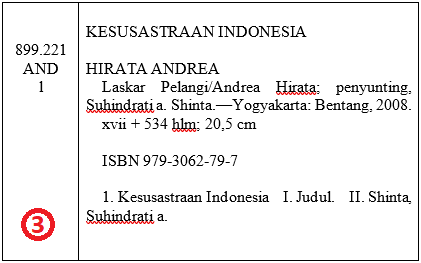 899.221
AND
1
3
KESUSASTRAAN INDONESIA
HIRATA ANDREA
Laskar Pelangi/Andrea Hirata; penyunting,
Suhindrati a. Shinta.—Yogyakarta: Bentang, 2008.
xvii + 534 hlm; 20,5 cm
ISBN 979-3062-79-7
1. Kesusastraan Indonesia I. Judul. II. Shinta,
Suhindrati a.